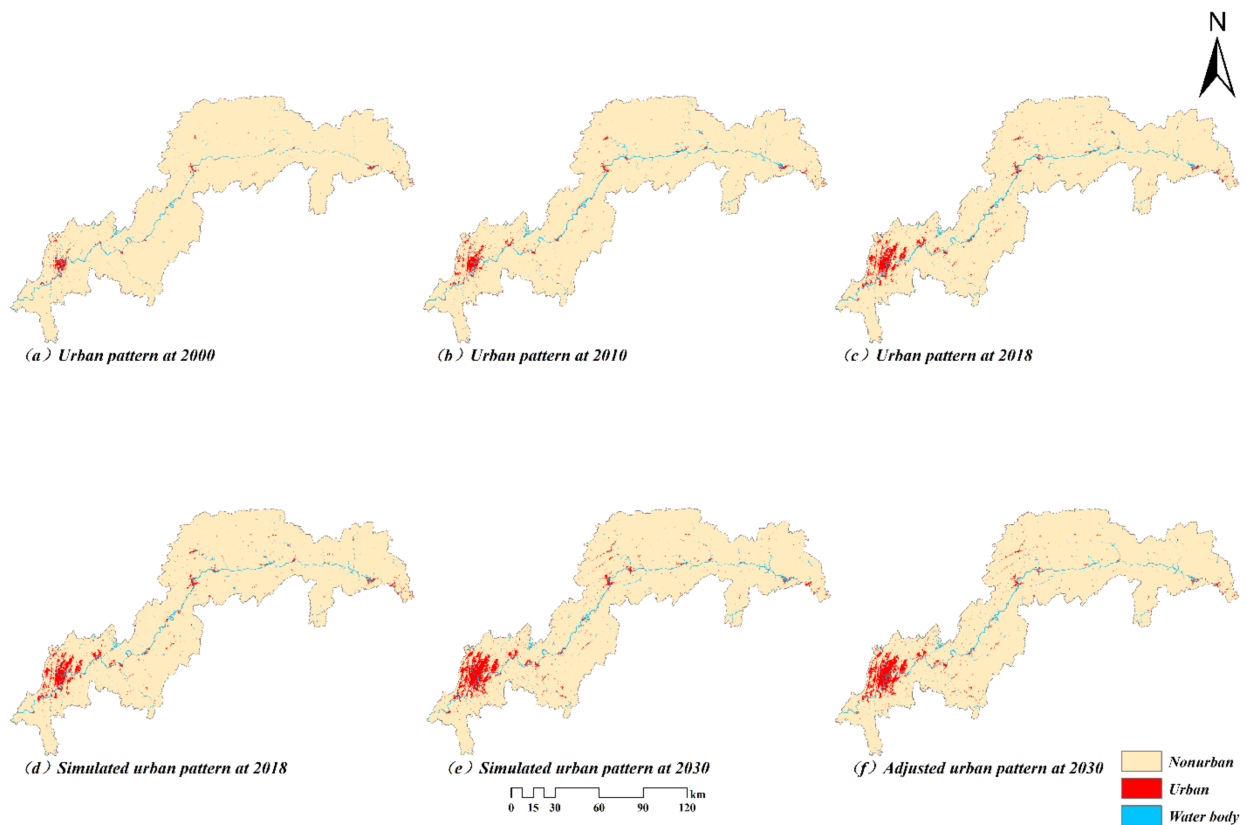 N
（a）Urban pattern at 2000
（b）Urban pattern at 2010
（c）Urban pattern at 2018
（d）Simulated urban pattern at 2018
（e）Simulated urban pattern at 2030
（f）Adjusted urban pattern at 2030
km
0 15 30 60 90 120
Nonurban
Urban
Water body